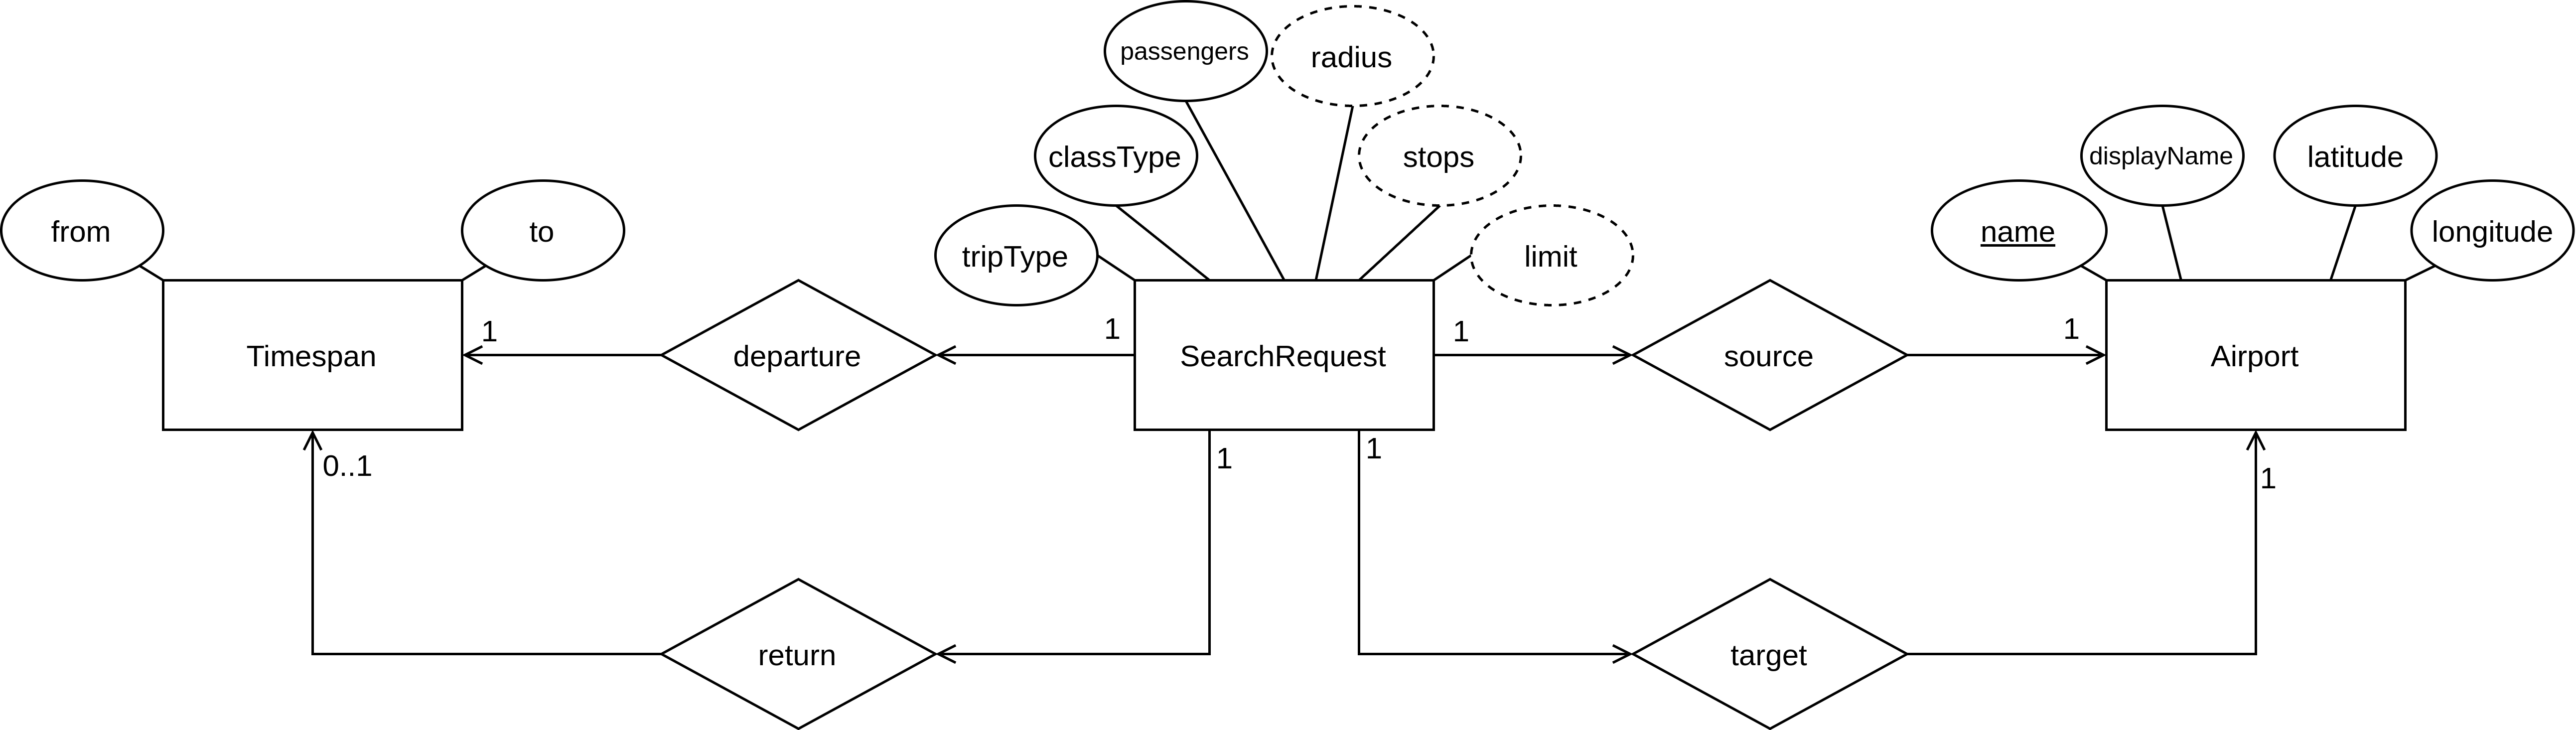 passengers
radius
classType
stops
displayName
latitude
from
to
tripType
limit
name
longitude
1
1
1
1
Timespan
departure
SearchRequest
source
Airport
0..1
1
1
1
return
target